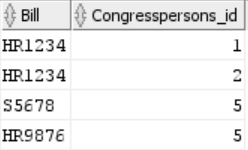 Bill Congresspersons_id
HR1234 1
HR1234 2
S5678 5
HR9876 5